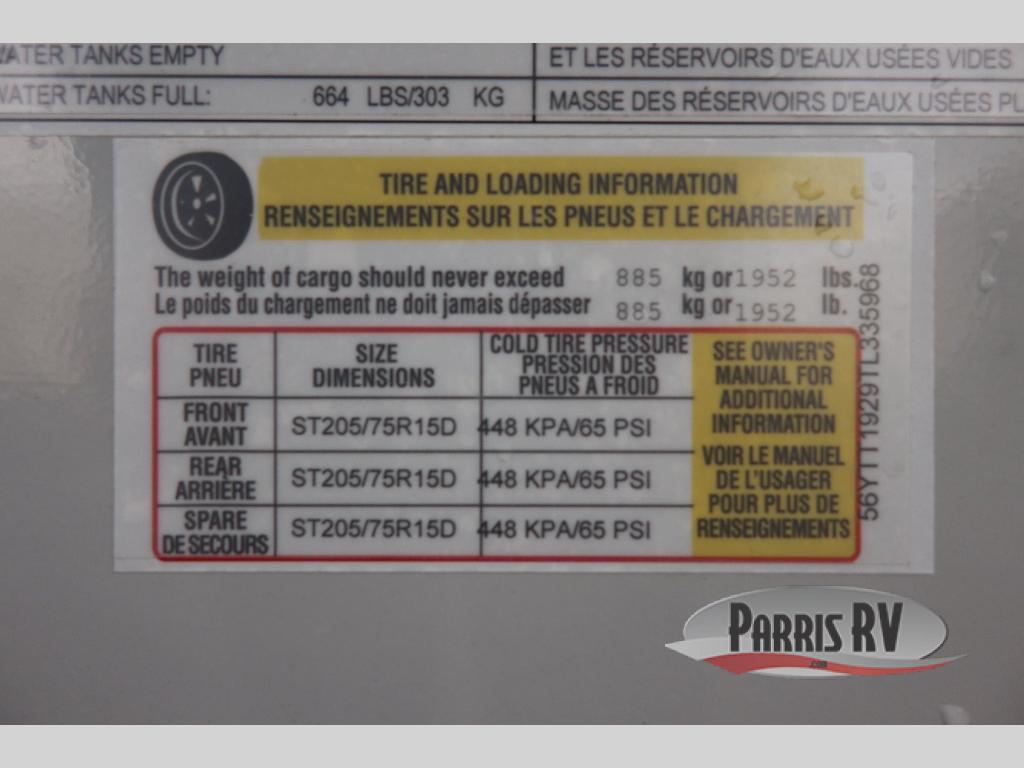 WATER TANKS EMPTY
ET LES RÉSERVOIRS D'EAUX USÉES VIDES
WATER TANKS FULL: 664 LBS/303 KG
MASSE DES RÉSERVOIRS D'EAUX USÉES PL
TIRE AND LOADING INFORMATION
RENSEIGNEMENTS SUR LES PNEUS ET LE CHARGEMENT
The weight of cargo should never exceed 885 kg or 1952 lbs.
Le poids du chargement ne doit jamais dépasser 885 kg or 1952 lb.
TIRE
PNEU
SIZE
DIMENSIONS
COLD TIRE PRESSURE
PRESSION DES
PNEUS A FROID
FRONT
AVANT
ST205/75R15D 448 KPA/65 PSI
REAR
ARRIÈRE
ST205/75R15D 448 KPA/65 PSI
SPARE
DE SECOURS
ST205/75R15D 448 KPA/65 PSI
SEE OWNER'S
MANUAL FOR
ADDITIONAL
INFORMATION
VOIR LE MANUEL
DE L'USAGER
POUR PLUS DE
RENSEIGNEMENTS
PARRIS RV
.com